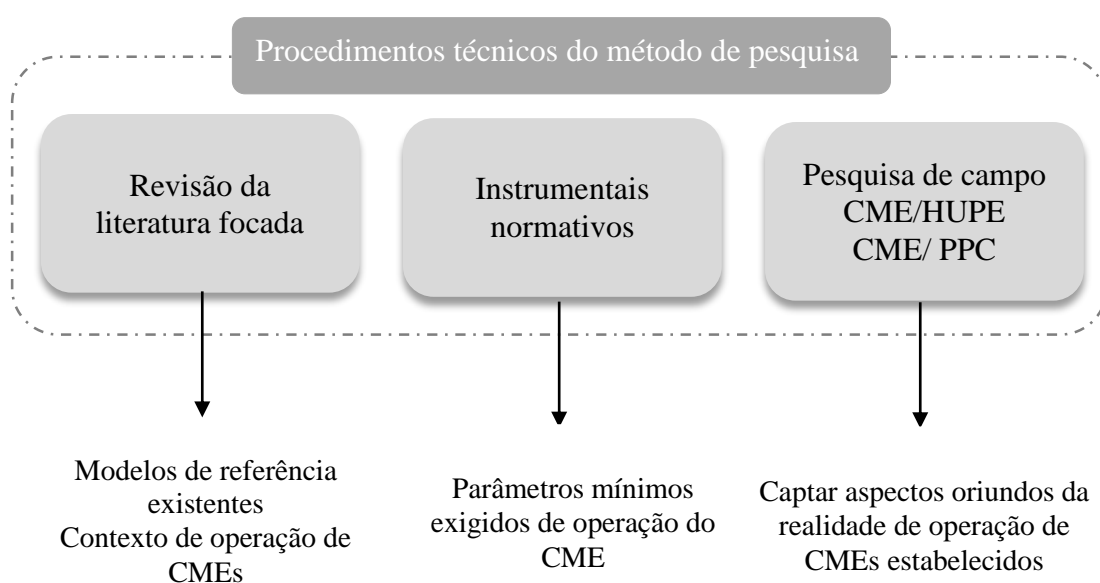 Procedimentos técnicos do método de pesquisa
Revisão da
literatura focada
Instrumentais
normativos
Pesquisa de campo
CME/HUPE
CME/ PPC
Modelos de referência
existentes
Contexto de operação de
CMEs
Parâmetros mínimos
exigidos de operação do
CME
Captar aspectos oriundos da
realidade de operação de
CMEs estabelecidos